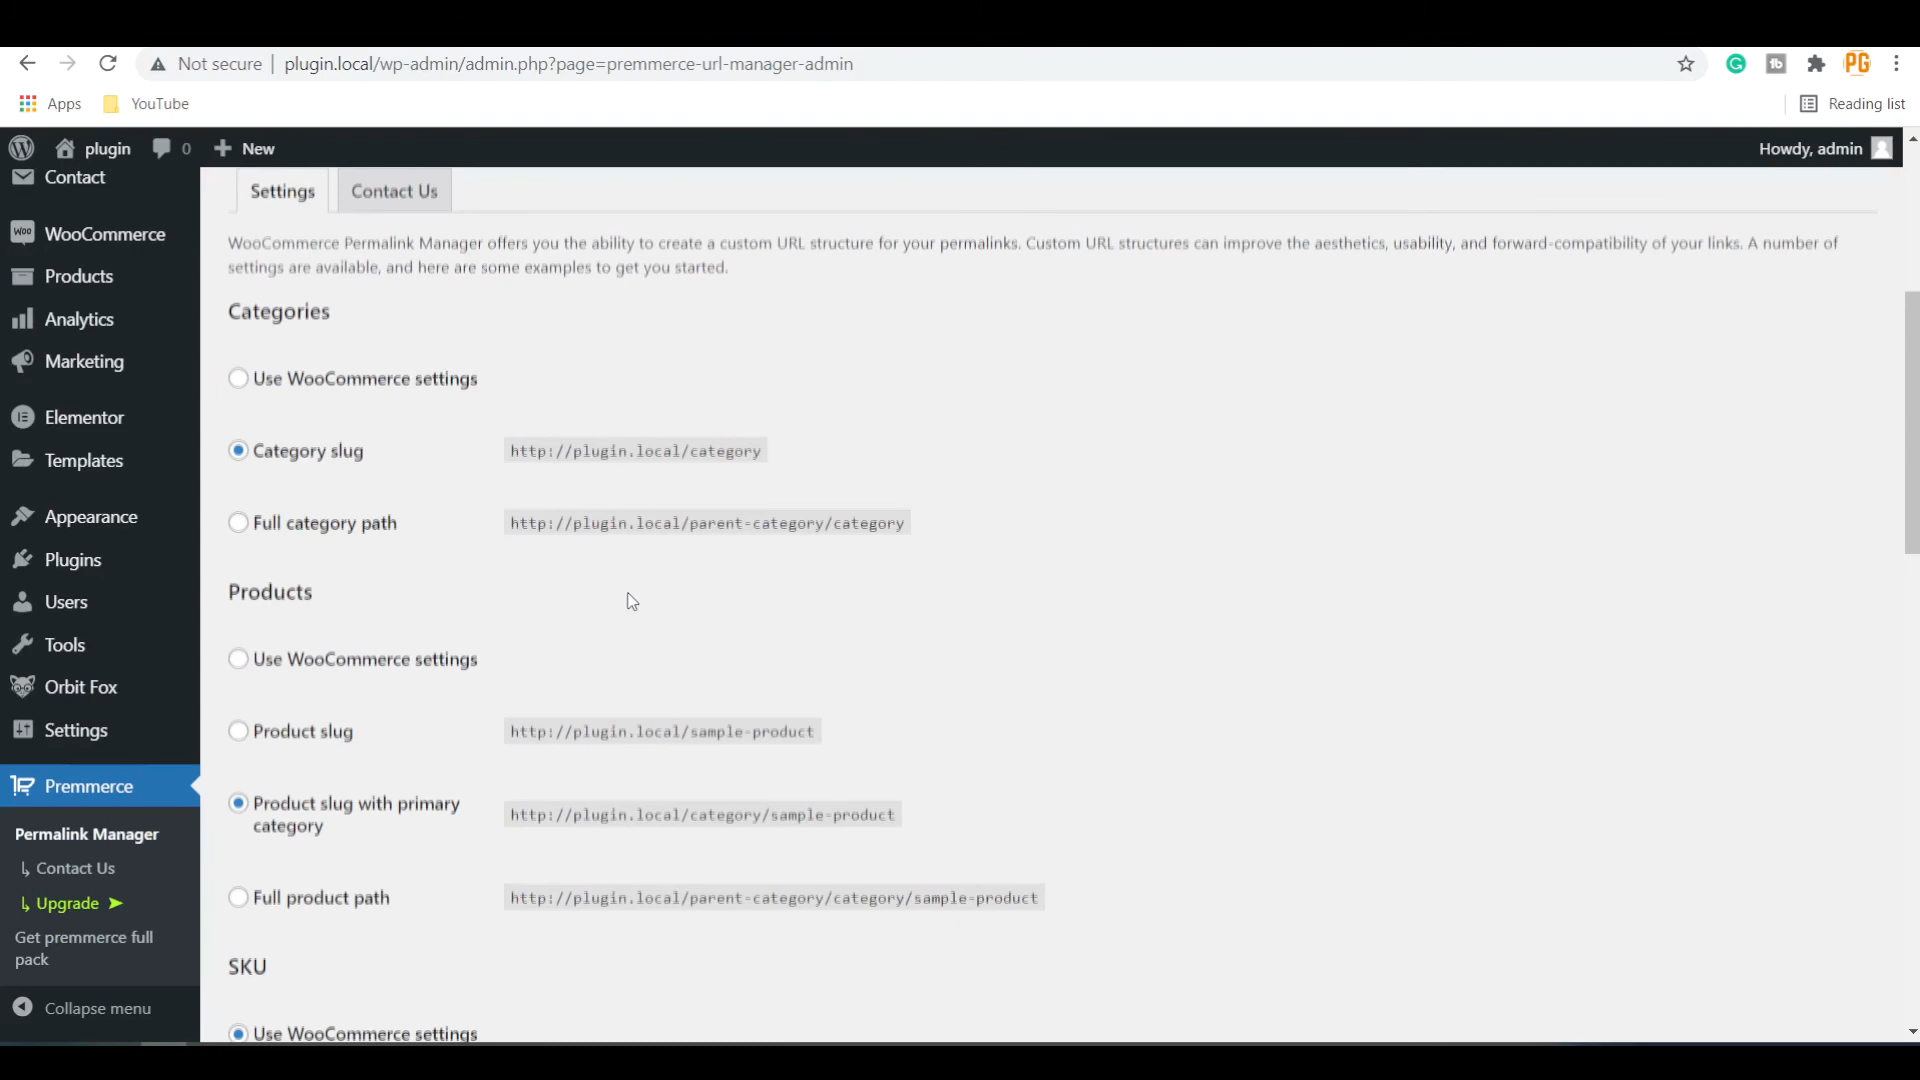 Not secure | plugin.local/wp-admin/admin.php?page=premmerce-url-manager-admin
PG
Apps
YouTube
Reading list
plugin
0
New
Howdy, admin
Contact
WooCommerce
Products
Analytics
Marketing
Elementor
Templates
Appearance
Plugins
Users
Tools
Orbit Fox
Settings
Premmerce
Permalink Manager
↳ Contact Us
↳ Upgrade ➤
Get premmerce full
pack
Collapse menu
Settings
Contact Us
WooCommerce Permalink Manager offers you the ability to create a custom URL structure for your permalinks. Custom URL structures can improve the aesthetics, usability, and forward-compatibility of your links. A number of
settings are available, and here are some examples to get you started.
Categories
Use WooCommerce settings
Category slug http://plugin.local/category
Full category path http://plugin.local/parent-category/category
Products
Use WooCommerce settings
Product slug http://plugin.local/sample-product
Product slug with primary
category
http://plugin.local/category/sample-product
Full product path http://plugin.local/parent-category/category/sample-product
SKU
Use WooCommerce settings